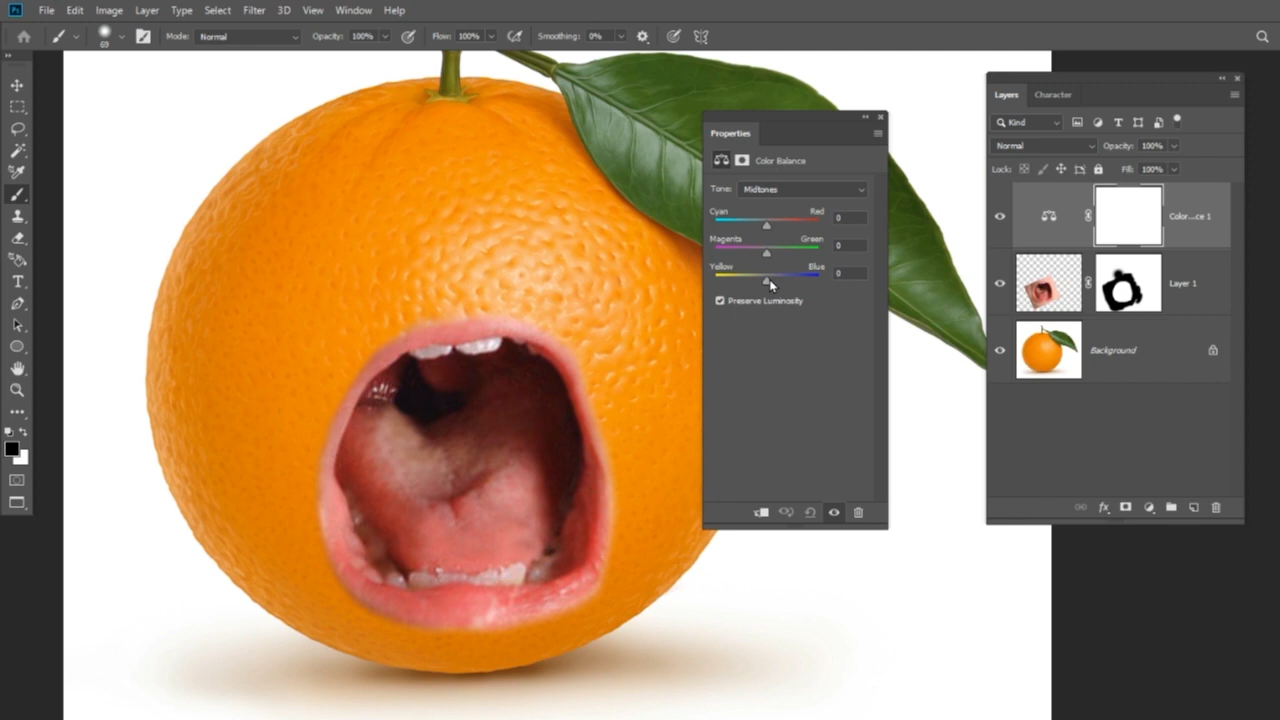 Ps File Edit Image Layer Type Select Filter 3D View Window Help
69 Mode: Normal Opacity: 100% Flow: 100% Smoothing: 0%
Properties
Color Balance
Tone: Midtones
Cyan Red 0
Magenta Green 0
Yellow Blue 0
Preserve Luminosity
Layers Character
Kind
Normal Opacity: 100%
Lock: Fill: 100%
Color...ce 1
Layer 1
Background
fx